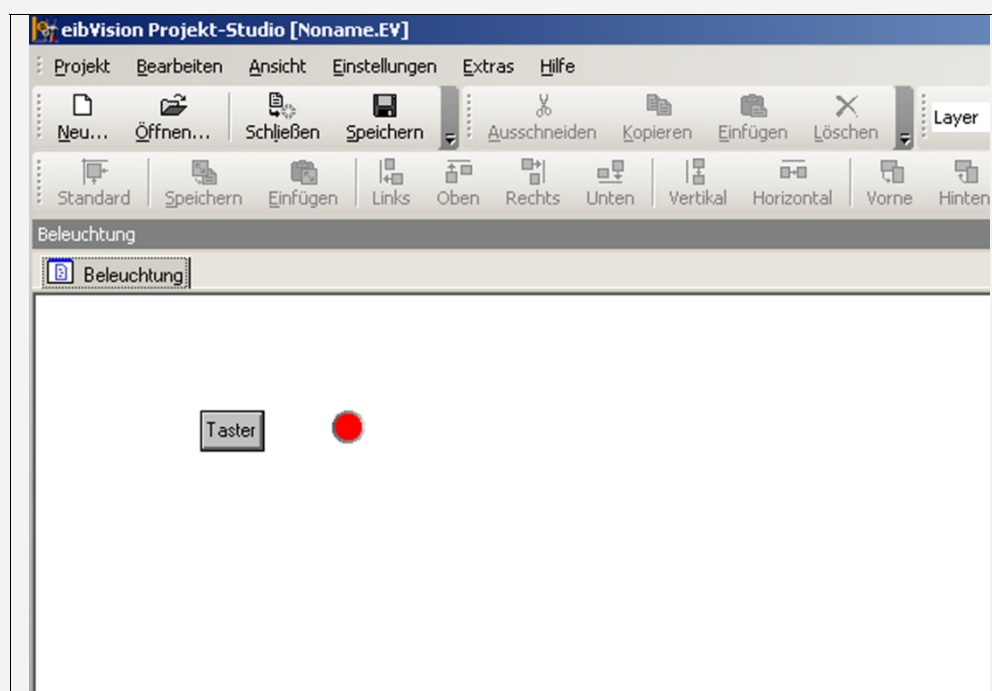 eibVision Projekt-Studio [Noname.EV]
Projekt Bearbeiten Ansicht Einstellungen Extras Hilfe
Neu... Öffnen... Schließen Speichern Ausschneiden Kopieren Einfügen Löschen Layer
Standard Speichern Einfügen Links Oben Rechts Unten Vertikal Horizontal Vorne Hinten
Beleuchtung
Beleuchtung
Taster